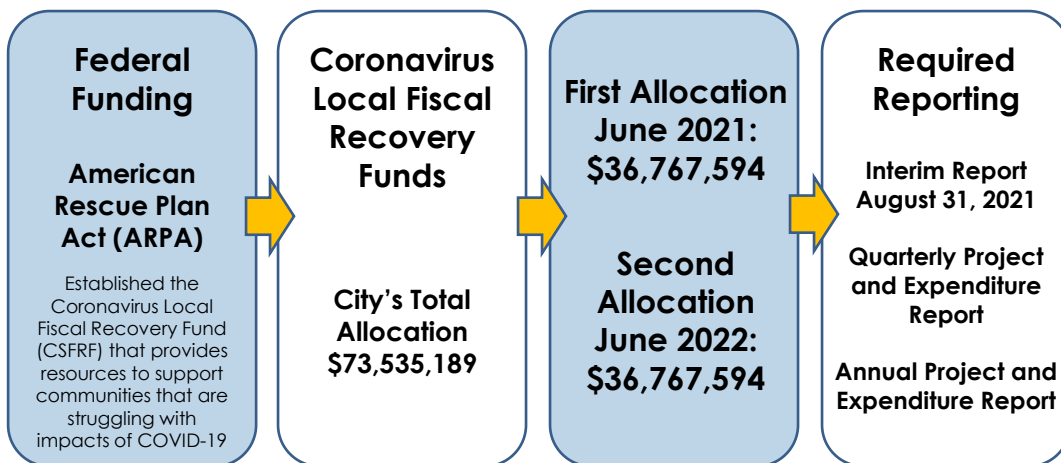 Federal
Funding
American
Rescue Plan
Act (ARPA)
Established the
Coronavirus Local
Fiscal Recovery Fund
(CSFRF) that provides
resources to support
communities that are
struggling with
impacts of COVID-19
Coronavirus
Local Fiscal
Recovery
Funds
City’s Total
Allocation
$73,535,189
First Allocation
June 2021:
$36,767,594
Second
Allocation
June 2022:
$36,767,594
Required
Reporting
Interim Report
August 31, 2021
Quarterly Project
and Expenditure
Report
Annual Project and
Expenditure Report